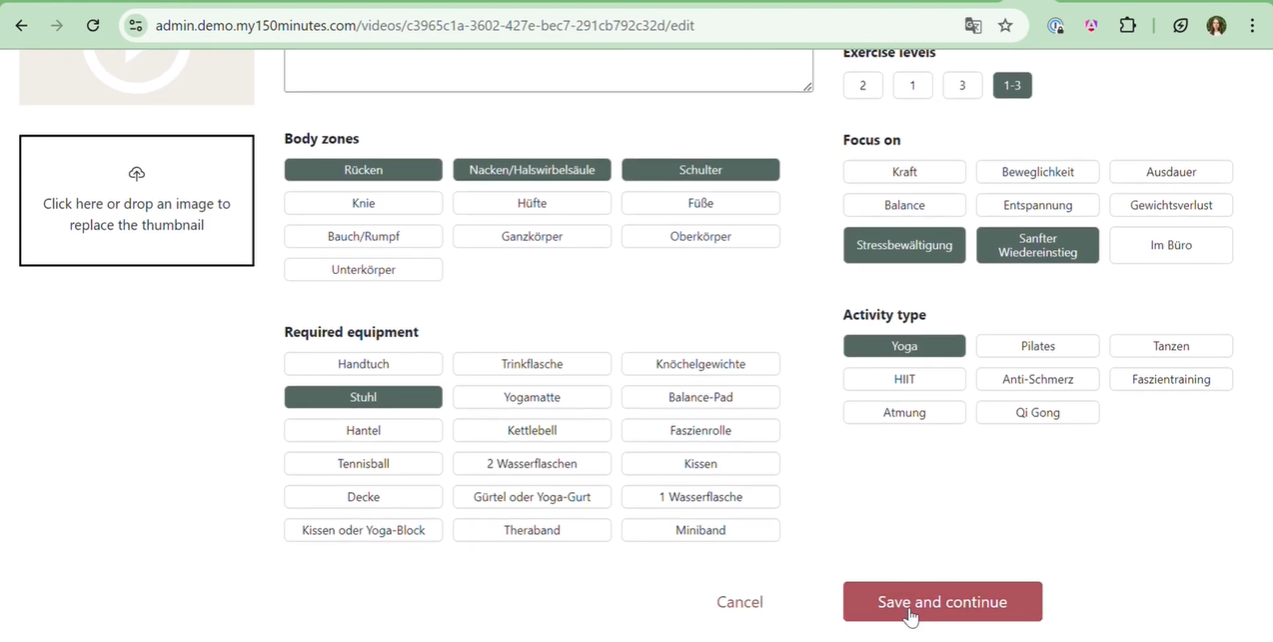 admin.demo.my150minutes.com/videos/c3965c1a-3602-427e-bec7-291cb792c32d/edit
Click here or drop an image to
replace the thumbnail
Body zones
Rücken
Nacken/Halswirbelsäule
Schulter
Knie
Hüfte
Füße
Bauch/Rumpf
Ganzkörper
Oberkörper
Unterkörper
Required equipment
Handtuch
Trinkflasche
Knöchelgewichte
Stuhl
Yogamatte
Balance-Pad
Hantel
Kettlebell
Faszienrolle
Tennisball
2 Wasserflaschen
Kissen
Decke
Gürtel oder Yoga-Gurt
1 Wasserflasche
Kissen oder Yoga-Block
Theraband
Miniband
Exercise levels
2
1
3
1-3
Focus on
Kraft
Beweglichkeit
Ausdauer
Balance
Entspannung
Gewichtsverlust
Stressbewältigung
Sanfter
Wiedereinstieg
Im Büro
Activity type
Yoga
Pilates
Tanzen
HIIT
Anti-Schmerz
Faszientraining
Atmung
Qi Gong
Cancel
Save and continue